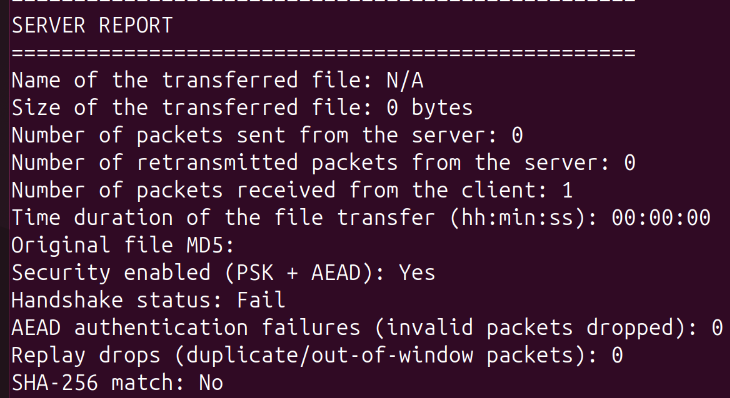 ==================================================
SERVER REPORT
==================================================
Name of the transferred file: N/A
Size of the transferred file: 0 bytes
Number of packets sent from the server: 0
Number of retransmitted packets from the server: 0
Number of packets received from the client: 1
Time duration of the file transfer (hh:min:ss): 00:00:00
Original file MD5:
Security enabled (PSK + AEAD): Yes
Handshake status: Fail
AEAD authentication failures (invalid packets dropped): 0
Replay drops (duplicate/out-of-window packets): 0
SHA-256 match: No